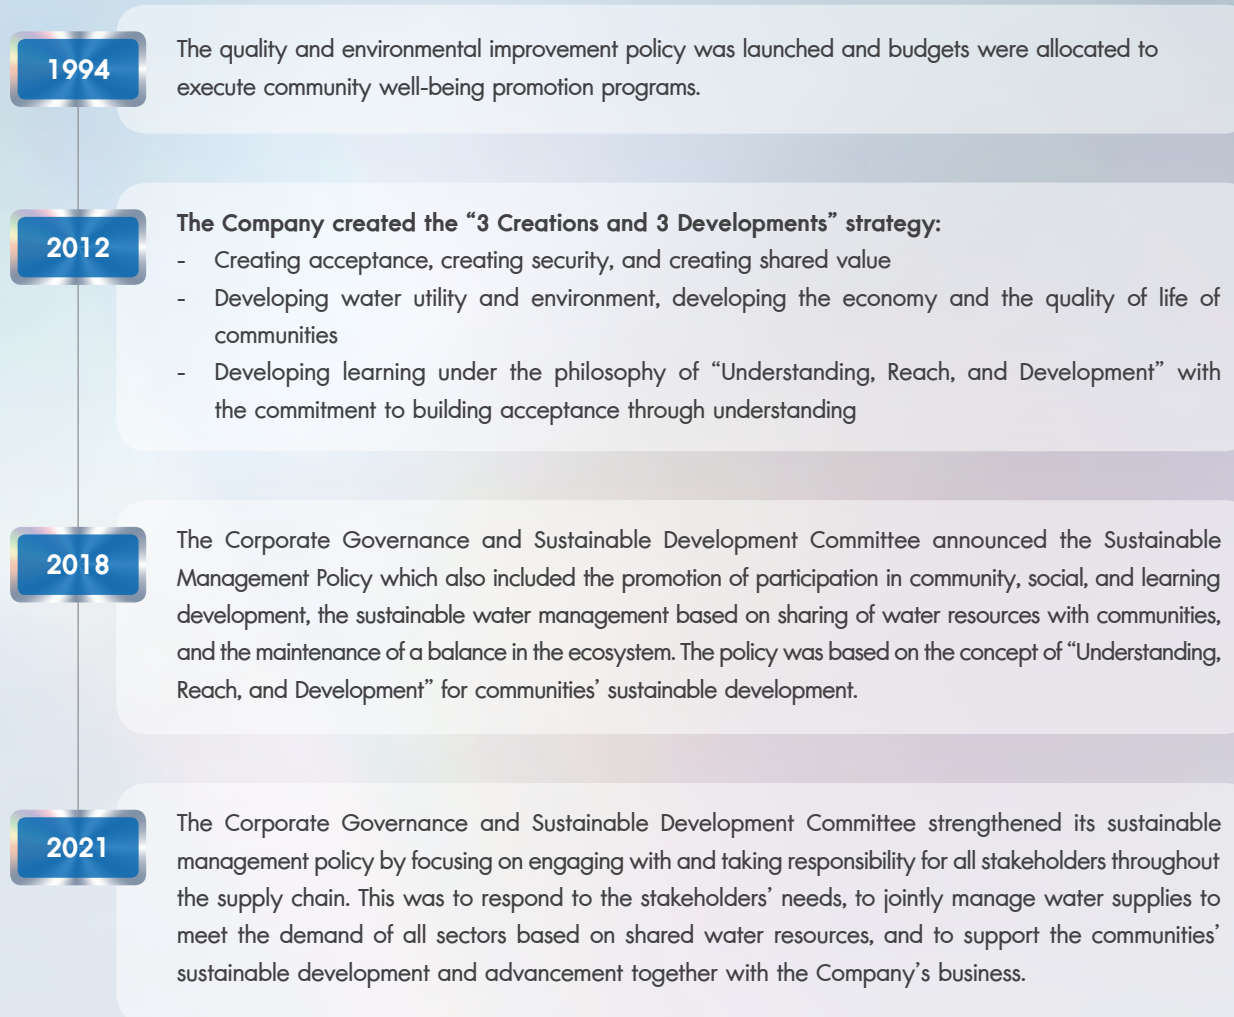 1994
The quality and environmental improvement policy was launched and budgets were allocated to
execute community well-being promotion programs.
2012
The Company created the “3 Creations and 3 Developments” strategy:
- Creating acceptance, creating security, and creating shared value
- Developing water utility and environment, developing the economy and the quality of life of
communities
- Developing learning under the philosophy of “Understanding, Reach, and Development” with
the commitment to building acceptance through understanding
2018
The Corporate Governance and Sustainable Development Committee announced the Sustainable
Management Policy which also included the promotion of participation in community, social, and learning
development, the sustainable water management based on sharing of water resources with communities,
and the maintenance of a balance in the ecosystem. The policy was based on the concept of “Understanding,
Reach, and Development” for communities’ sustainable development.
2021
The Corporate Governance and Sustainable Development Committee strengthened its sustainable
management policy by focusing on engaging with and taking responsibility for all stakeholders throughout
the supply chain. This was to respond to the stakeholders’ needs, to jointly manage water supplies to
meet the demand of all sectors based on shared water resources, and to support the communities’
sustainable development and advancement together with the Company’s business.